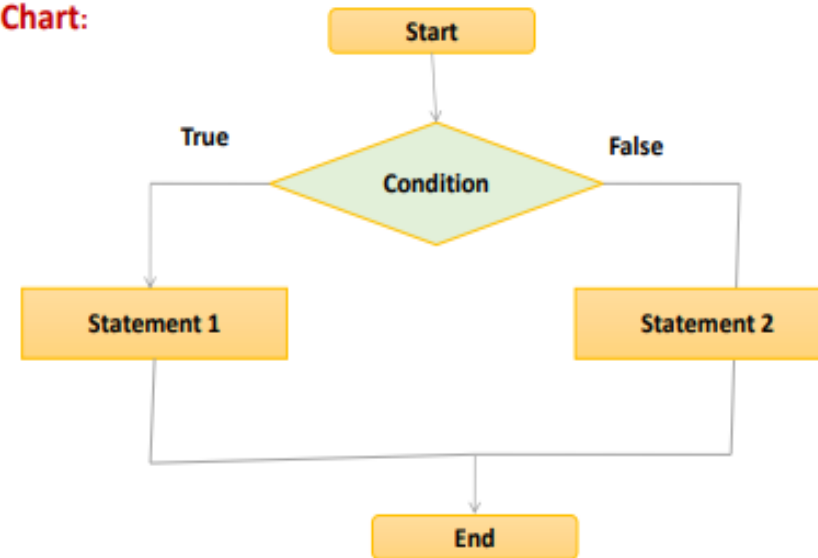 Chart:
Start
True
False
Condition
Statement 1
Statement 2
End